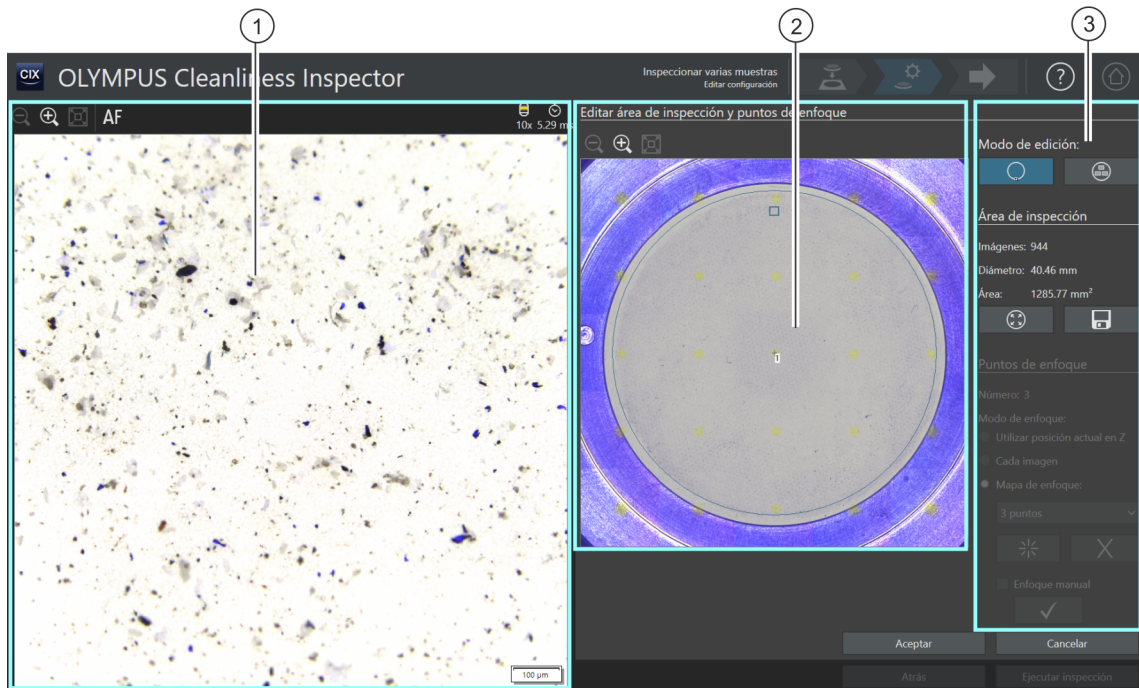 1
2
3
CIX
OLYMPUS Cleanliness Inspector
Inspeccionar varias muestras
Editar configuración
?
AF
10x 5.29 ms
Editar área de inspección y puntos de enfoque
1
100 µm
Modo de edición:
Área de inspección
Imágenes: 944
Diámetro: 40.46 mm
Área: 1285.77 mm²
Puntos de enfoque
Número: 3
Modo de enfoque:
Utilizar posición actual en Z
Cada imagen
Mapa de enfoque:
3 puntos
Enfoque manual
Aceptar
Cancelar
Atrás
Ejecutar inspección